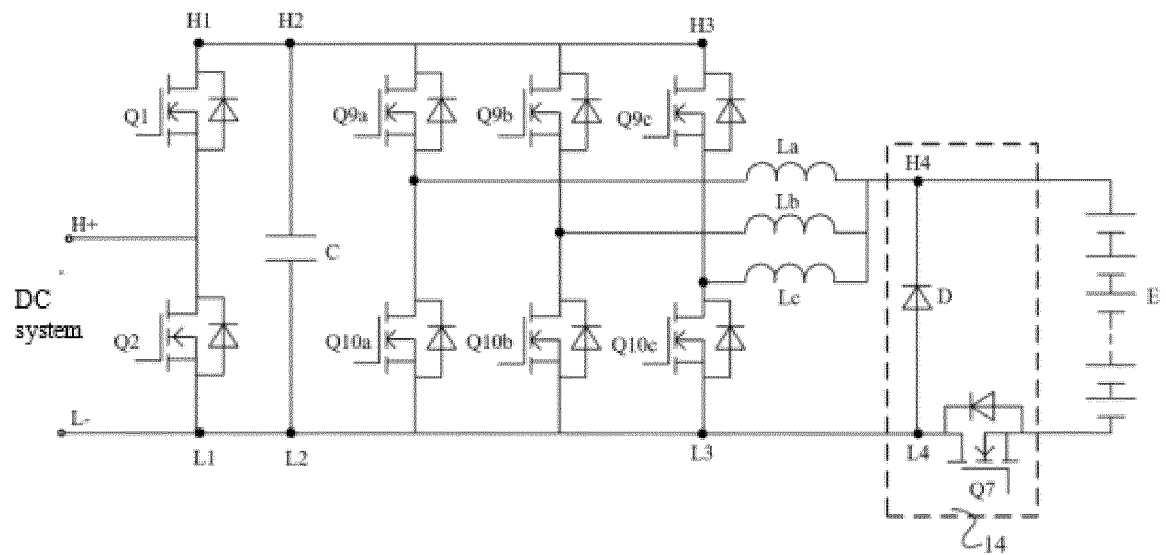 H1
H2
H3
Q1
Q9a
Q9b
Q9c
La
H4
H+
C
Lb
DC
system
Lc
D
E
Q2
Q10a
Q10b
Q10c
L-
L1
L2
L3
L4
Q7
14